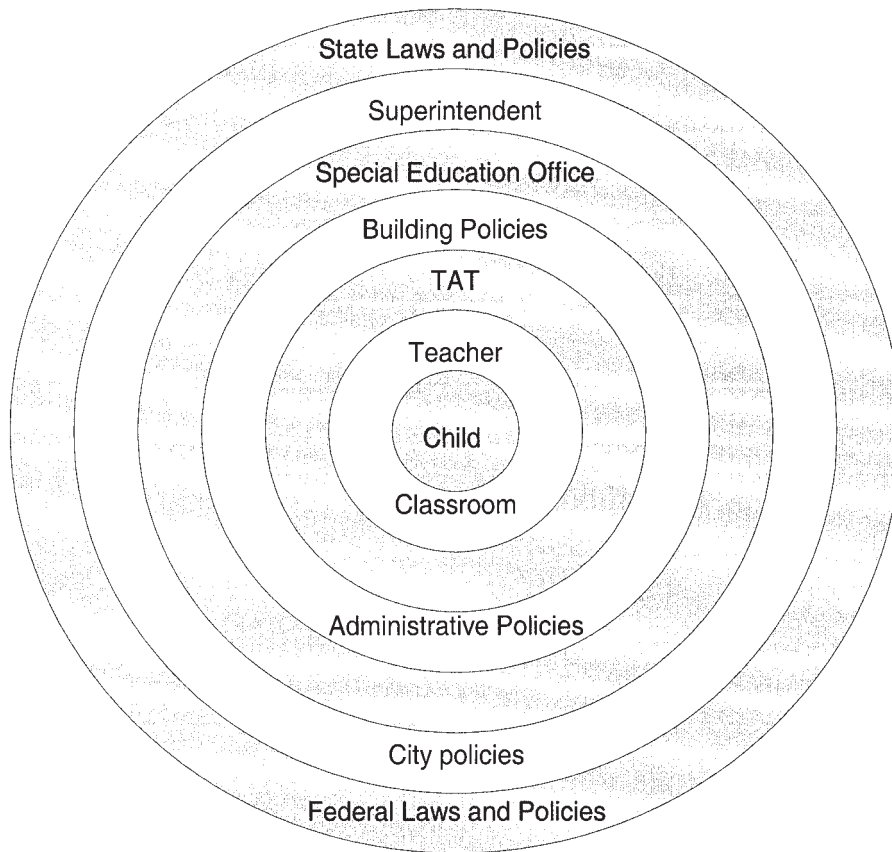 State Laws and Policies
Superintendent
Special Education Office
Building Policies
TAT
Teacher
Child
Classroom
Administrative Policies
City policies
Federal Laws and Policies